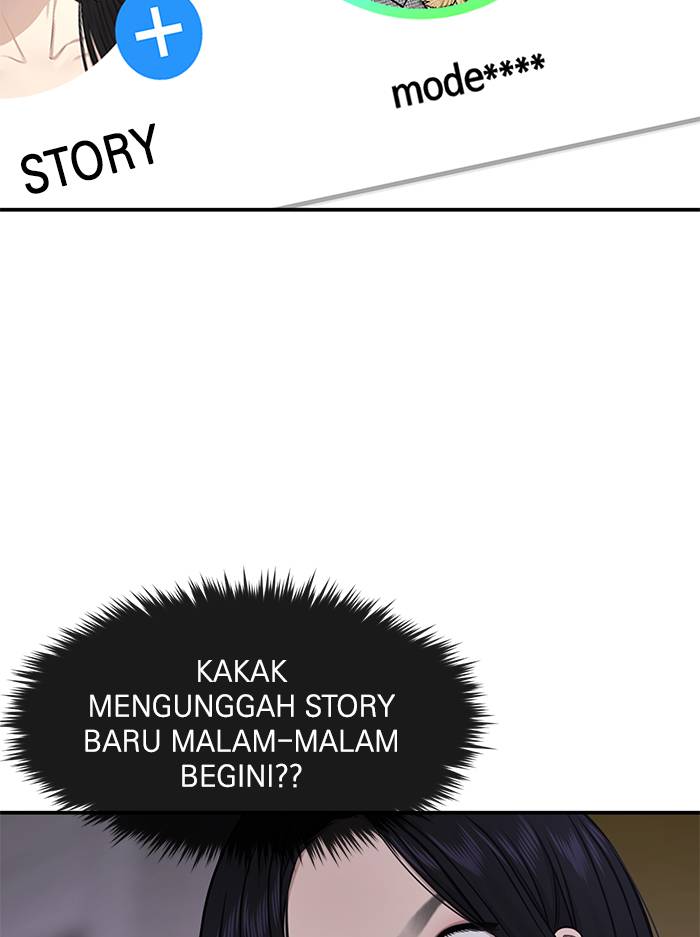 mode****
STORY
KAKAK
MENGUNGGAH STORY
BARU MALAM-MALAM
BEGINI??